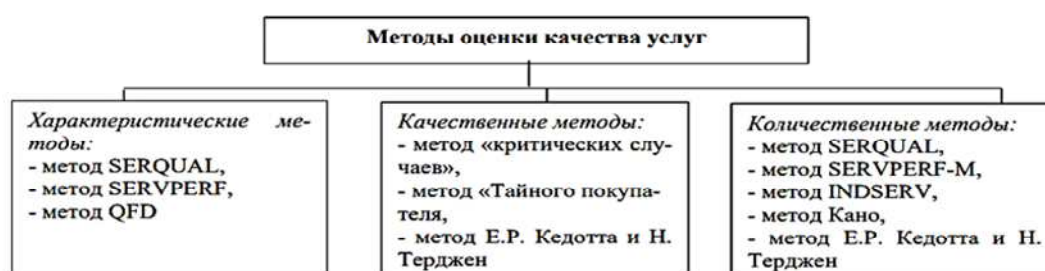 Методы оценки качества услуг
Характеристические ме-
тоды:
- метод SERQUAL,
- метод SERVPERF,
- метод QFD
Качественные методы:
- метод «критических слу-
чаев»,
- метод «Тайного покупа-
теля,
- метод Е.Р. Кедотта и Н.
Терджен
Количественные методы:
- метод SERQUAL,
- метод SERVPERF-M,
- метод INDSERV,
- метод Кано,
- метод Е.Р. Кедотта и Н.
Терджен